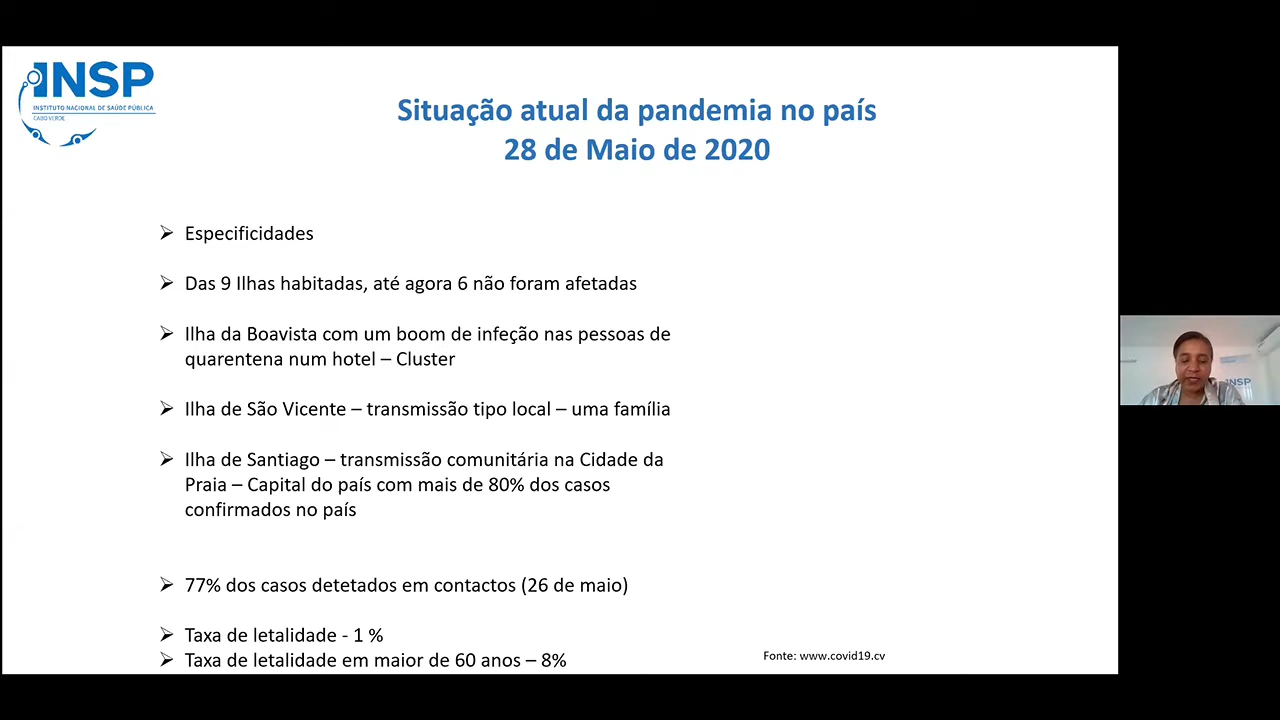 INSP
INSTITUTO NACIONAL DE SAÚDE PÚBLICA
CABO VERDE
Situação atual da pandemia no país
28 de Maio de 2020
Especificidades
Das 9 Ilhas habitadas, até agora 6 não foram afetadas
Ilha da Boavista com um boom de infeção nas pessoas de
quarentena num hotel – Cluster
Ilha de São Vicente – transmissão tipo local – uma família
Ilha de Santiago – transmissão comunitária na Cidade da
Praia – Capital do país com mais de 80% dos casos
confirmados no país
77% dos casos detetados em contactos (26 de maio)
Taxa de letalidade - 1 %
Taxa de letalidade em maior de 60 anos – 8%
Fonte: www.covid19.cv
INSP